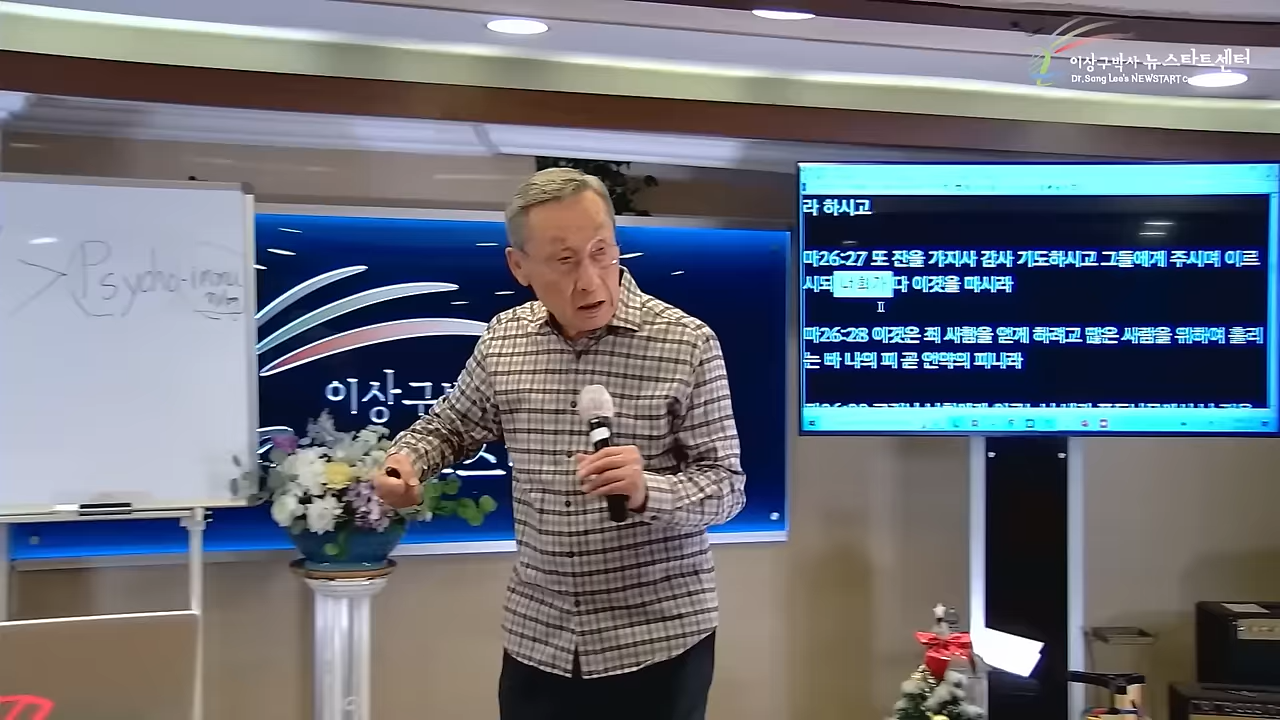 이상구박사 뉴스타트센터
Dr. Sang Lee's NEWSTART
Psycho-
이상구
라 하시고
마26:27 또 잔을 가지사 감사 기도하시고 그들에게 주시며 이르
시되 너희가 다 이것을 마시라
마26:28 이것은 죄 사함을 얻게 하려고 많은 사람을 위하여 흘리
는 바 나의 피 곧 언약의 피니라